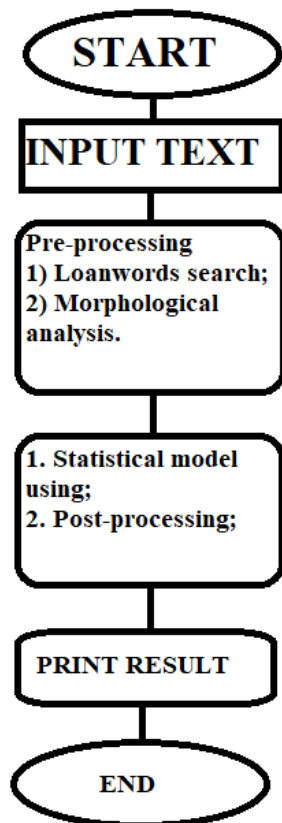 START
INPUT TEXT
Pre-processing
1) Loanwords search;
2) Morphological
analysis.
1. Statistical model
using;
2. Post-processing;
PRINT RESULT
END